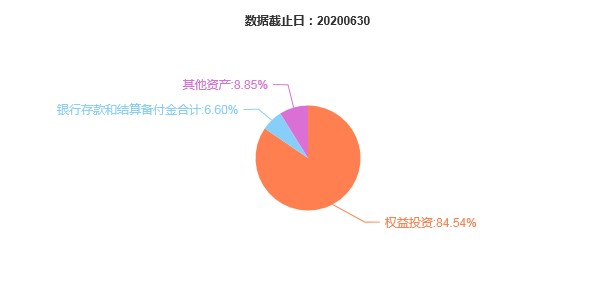 数据截止日：20200630
其他资产:8.85%
银行存款和结算备付金合计:6.60%
权益投资:84.54%